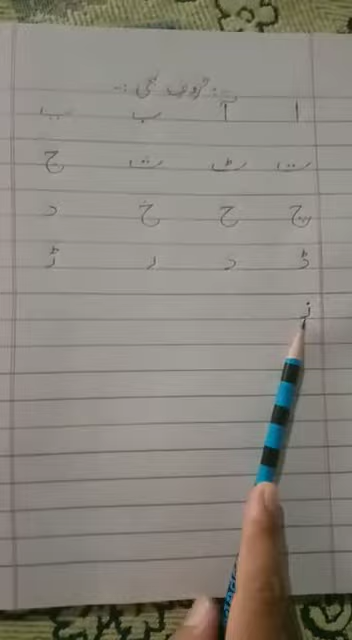 حروف تہجی :-
ا آ ب پ
ت ٹ ث ج
چ ح خ د
ڈ ذ ر ڑ
ز